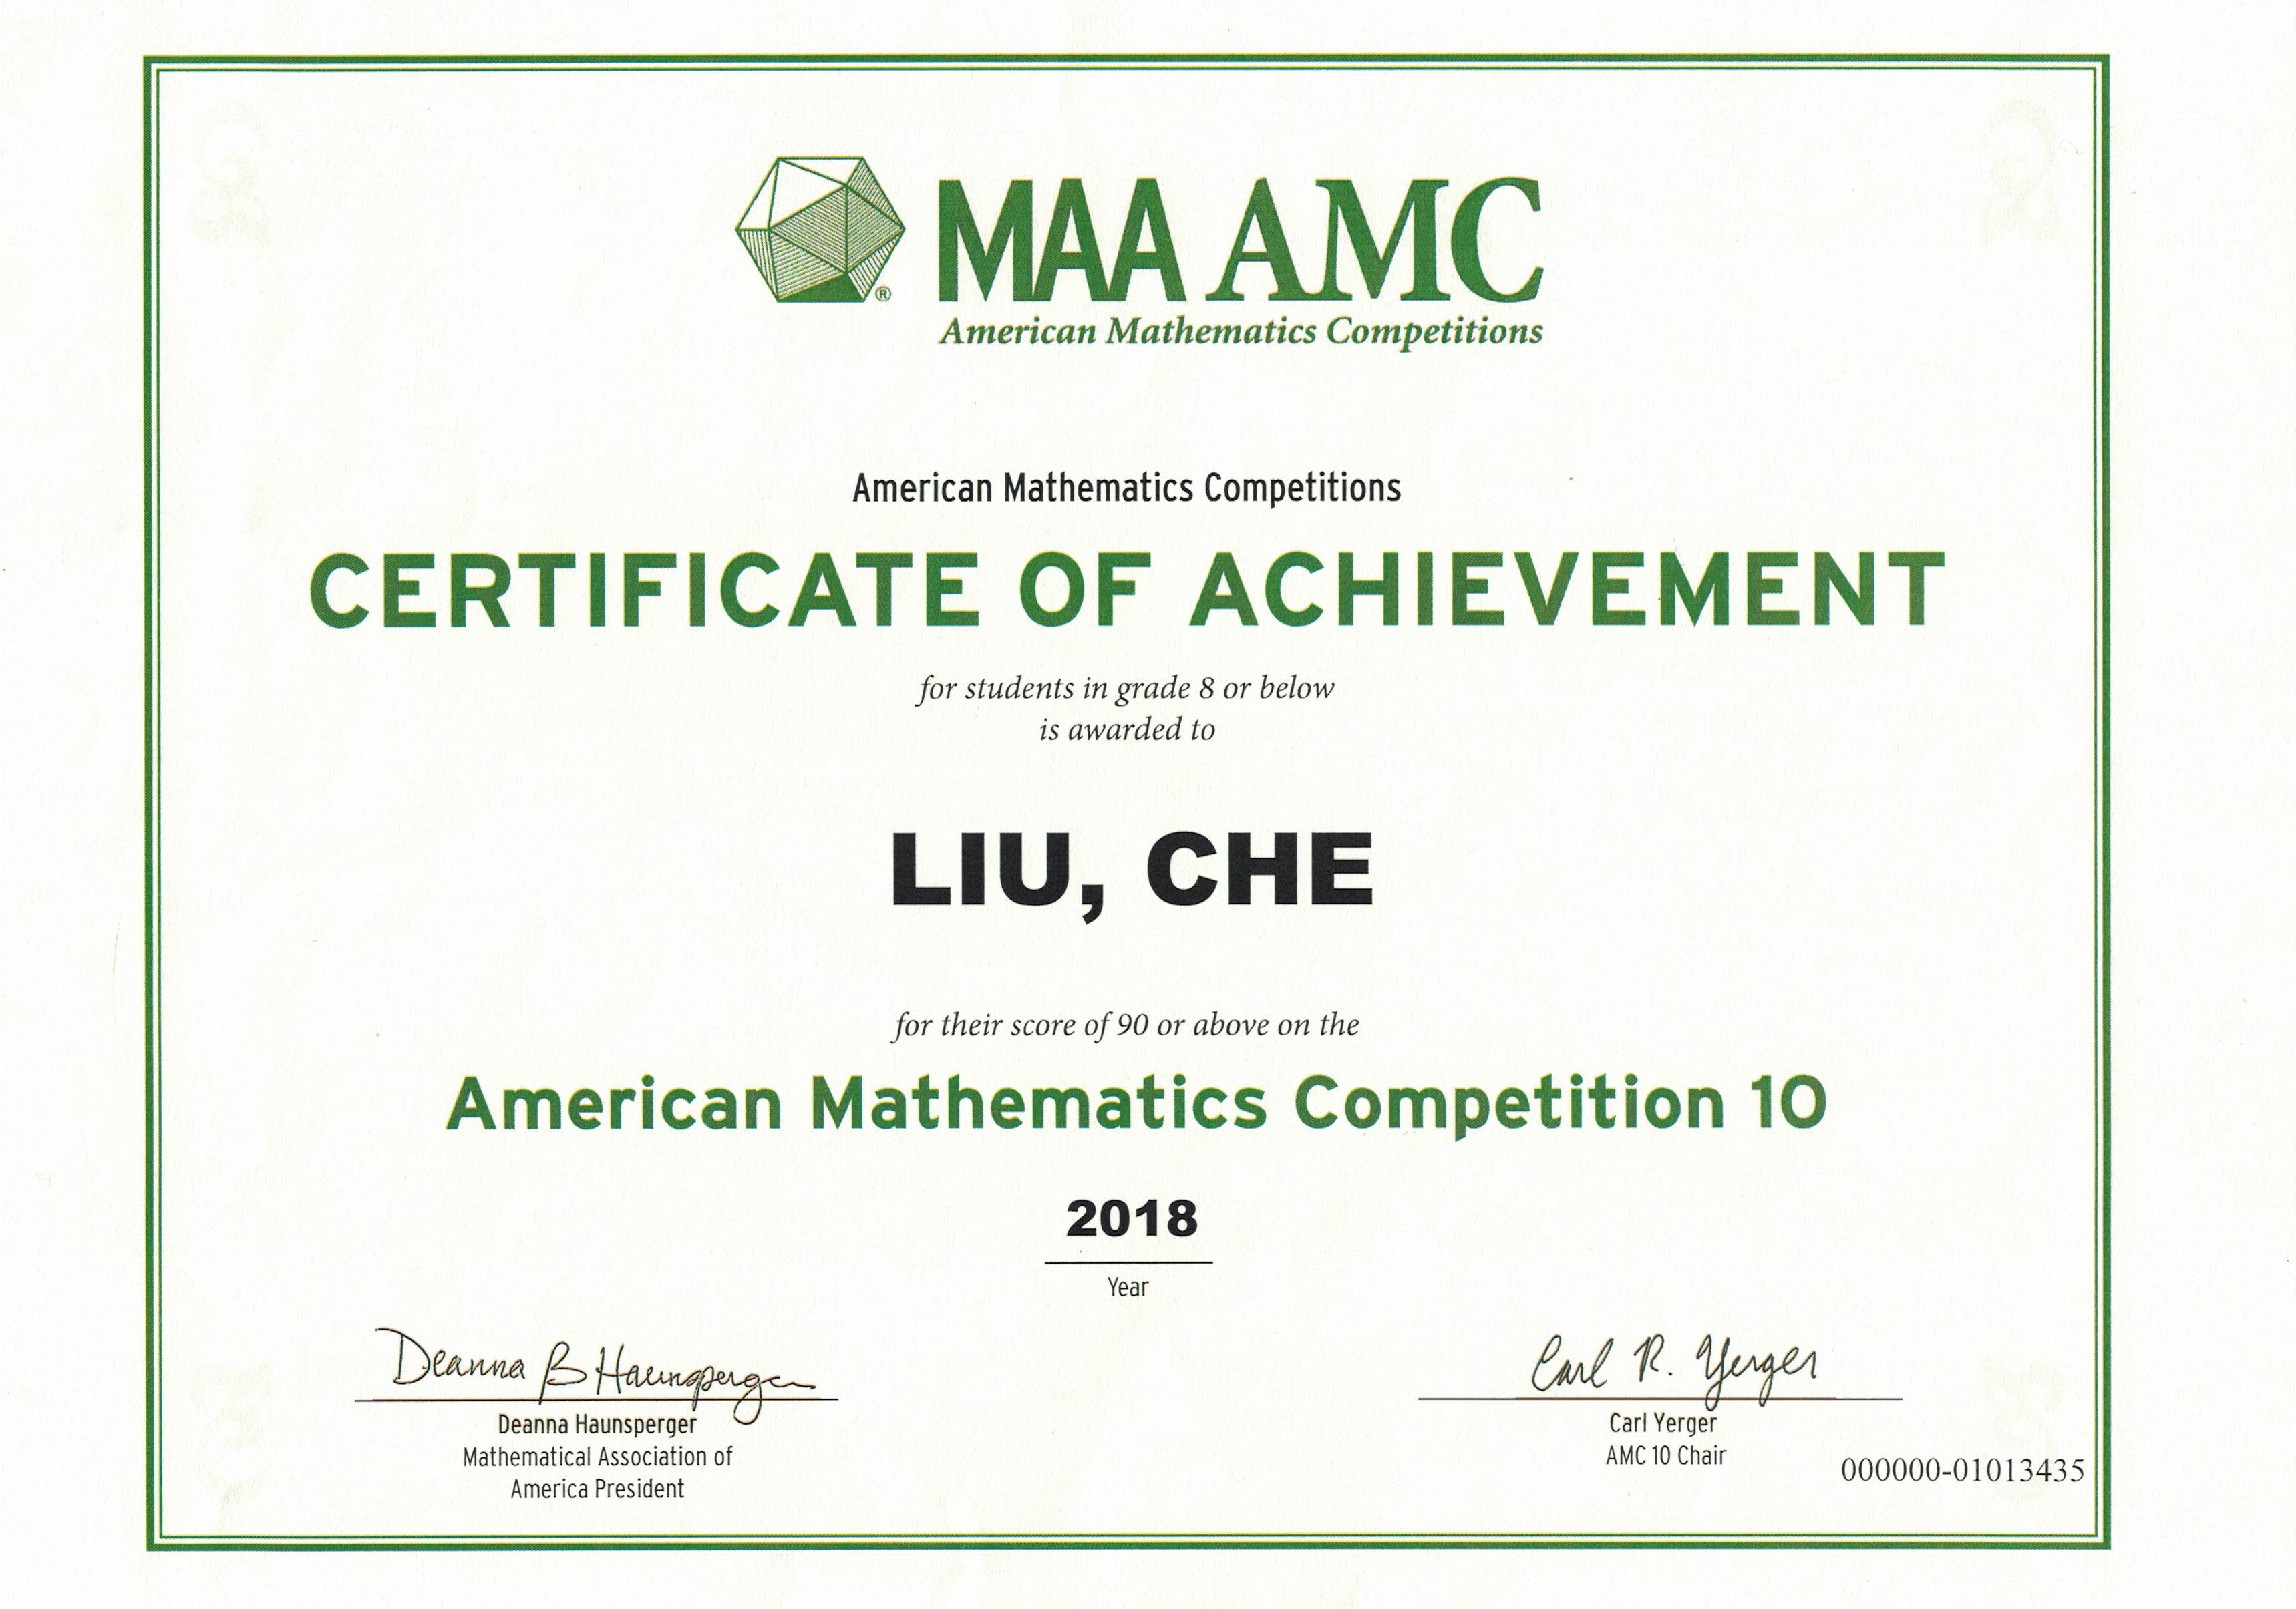 MAA AMC
American Mathematics Competitions
American Mathematics Competitions
CERTIFICATE OF ACHIEVEMENT
for students in grade 8 or below
is awarded to
LIU, CHE
for their score of 90 or above on the
American Mathematics Competition 10
2018
Year
Deanna B Haunsperger
Deanna Haunsperger
Mathematical Association of
America President
Carl R. Yerger
Carl Yerger
AMC 10 Chair
000000-01013435